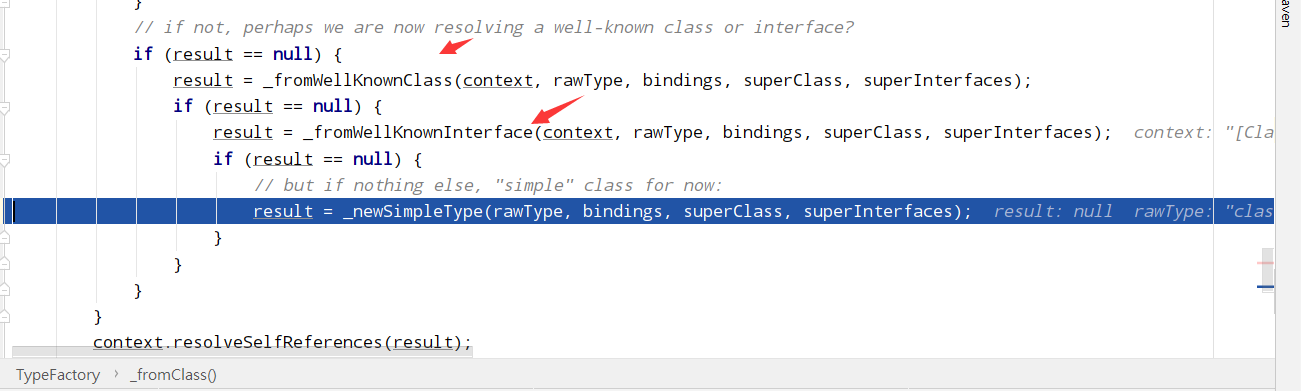 }
// if not, perhaps we are now resolving a well-known class or interface?
if (result == null) {
result = _fromWellKnownClass(context, rawType, bindings, superClass, superInterfaces);
if (result == null) {
result = _fromWellKnownInterface(context, rawType, bindings, superClass, superInterfaces);  context: "[Cla
if (result == null) {
// but if nothing else, "simple" class for now:
result = _newSimpleType(rawType, bindings, superClass, superInterfaces);  result: null  rawType: "clas
}
}
}
}
context.resolveSelfReferences(result);
TypeFactory › _fromClass()
aven